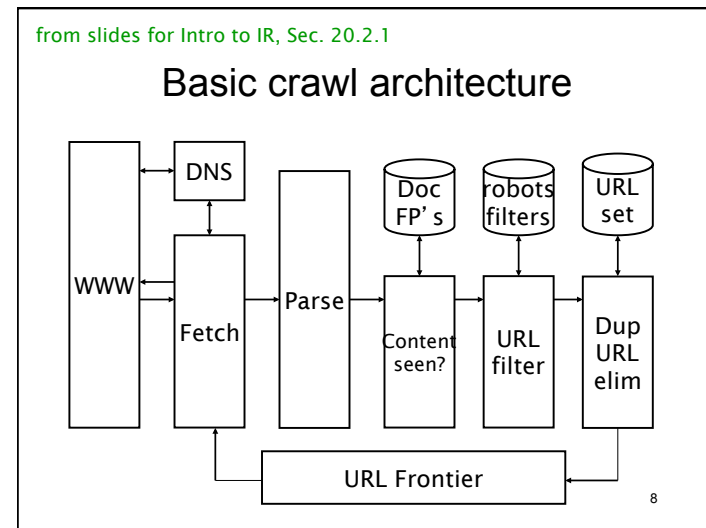 from slides for Intro to IR, Sec. 20.2.1
Basic crawl architecture
DNS
Doc
FP's
robots
filters
URL
set
WWW
Fetch
Parse
Content
seen?
URL
filter
Dup
URL
elim
URL Frontier
8